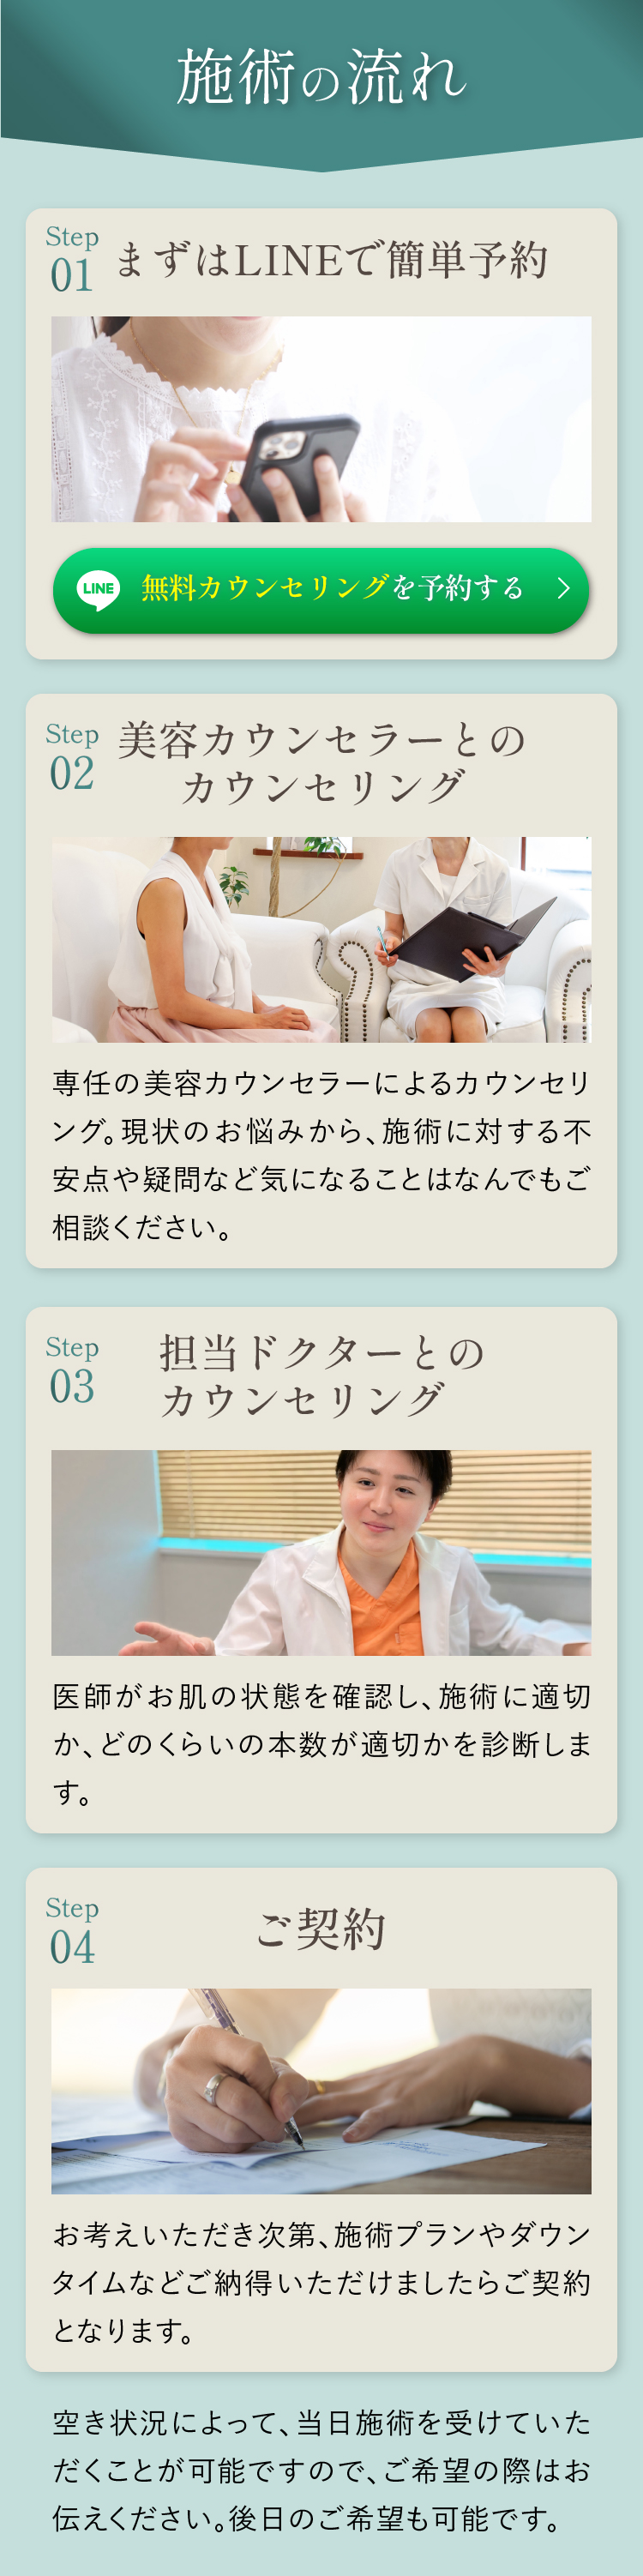 施術の流れ
Step
01
まずはLINEで簡単予約
LINE
無料カウンセリングを予約する
Step
02
美容カウンセラーとの
カウンセリング
専任の美容カウンセラーによるカウンセリ
ング。現状のお悩みから、施術に対する不
安点や疑問など気になることはなんでもご
相談ください。
Step
03
担当ドクターとの
カウンセリング
医師がお肌の状態を確認し、施術に適切
か、どのくらいの本数が適切かを診断しま
す。
Step
04
ご契約
お考えいただき次第、施術プランやダウン
タイムなどご納得いただけましたらご契約
となります。
空き状況によって、当日施術を受けていた
だくことが可能ですので、ご希望の際はお
伝えください。後日のご希望も可能です。